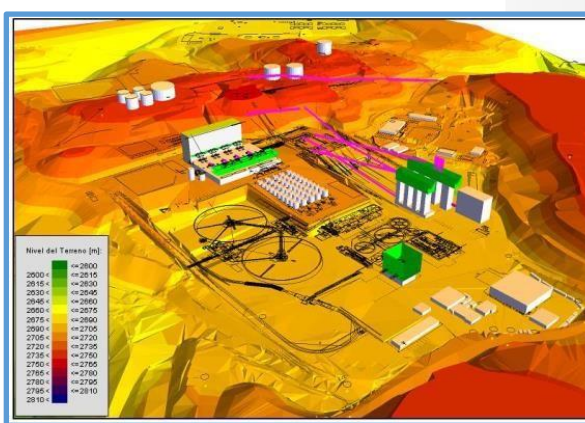 Nivel del Terreno [m]:
<=2600
2600 < <=2615
2615 < <=2630
2630 < <=2645
2645 < <=2660
2660 < <=2675
2675 < <=2690
2690 < <=2705
2705 < <=2720
2720 < <=2735
2735 < <=2750
2750 < <=2765
2765 < <=2780
2780 < <=2795
2795 < <=2810
2810 <